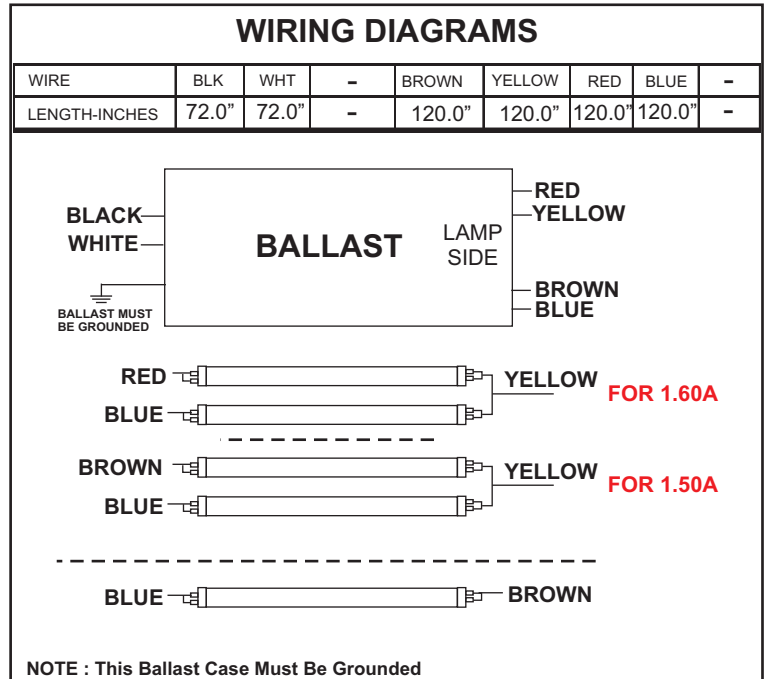 WIRING DIAGRAMS
WIRE BLK WHT - BROWN YELLOW RED BLUE -
LENGTH-INCHES 72.0” 72.0” - 120.0” 120.0” 120.0” 120.0” -
BLACK
WHITE
BALLAST MUST
BE GROUNDED
BALLAST
LAMP
SIDE
RED
YELLOW
BROWN
BLUE
RED
BLUE
YELLOW
FOR 1.60A
BROWN
BLUE
YELLOW
FOR 1.50A
BLUE BROWN
NOTE : This Ballast Case Must Be Grounded